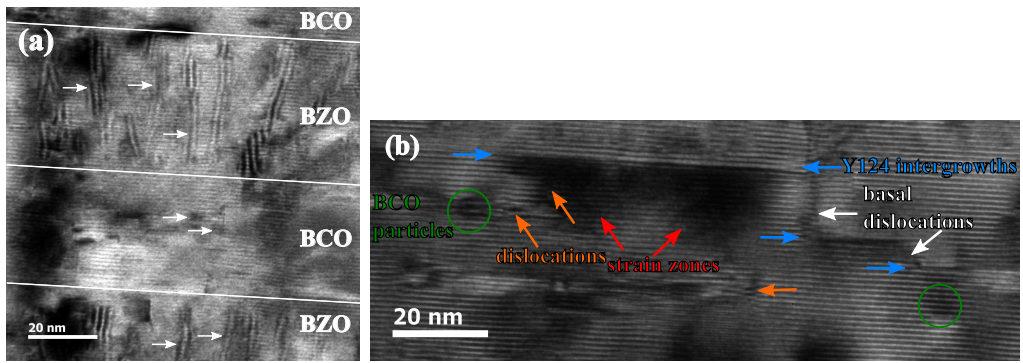 (a)
BCO
BZO
BCO
BZO
20 nm
(b)
Y124 intergrowths
basal
dislocations
BCO
particles
dislocations
strain zones
20 nm